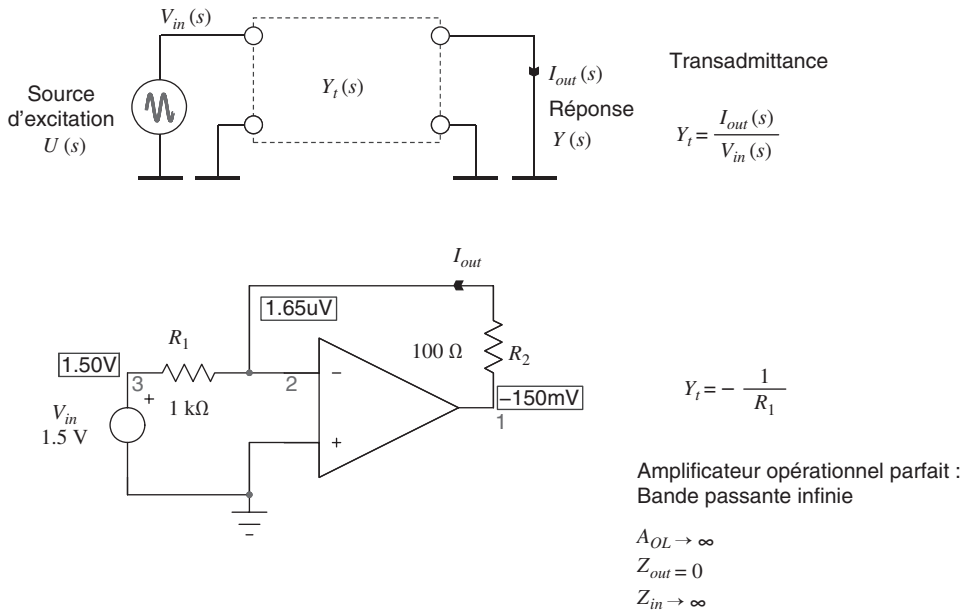 V_in (s)
Source
d'excitation
U (s)
Y_t (s)
I_out (s)
Réponse
Y(s)
Transadmittance
Y_t = I_out (s) / V_in (s)
I_out
1.65uV
R_1
100 Ω
R_2
1.50V
3
+
1 kΩ
2
−
−150mV
1
V_in
1.5 V
+
Y_t = − 1 / R_1
Amplificateur opérationnel parfait :
Bande passante infinie
A_OL → ∞
Z_out = 0
Z_in → ∞